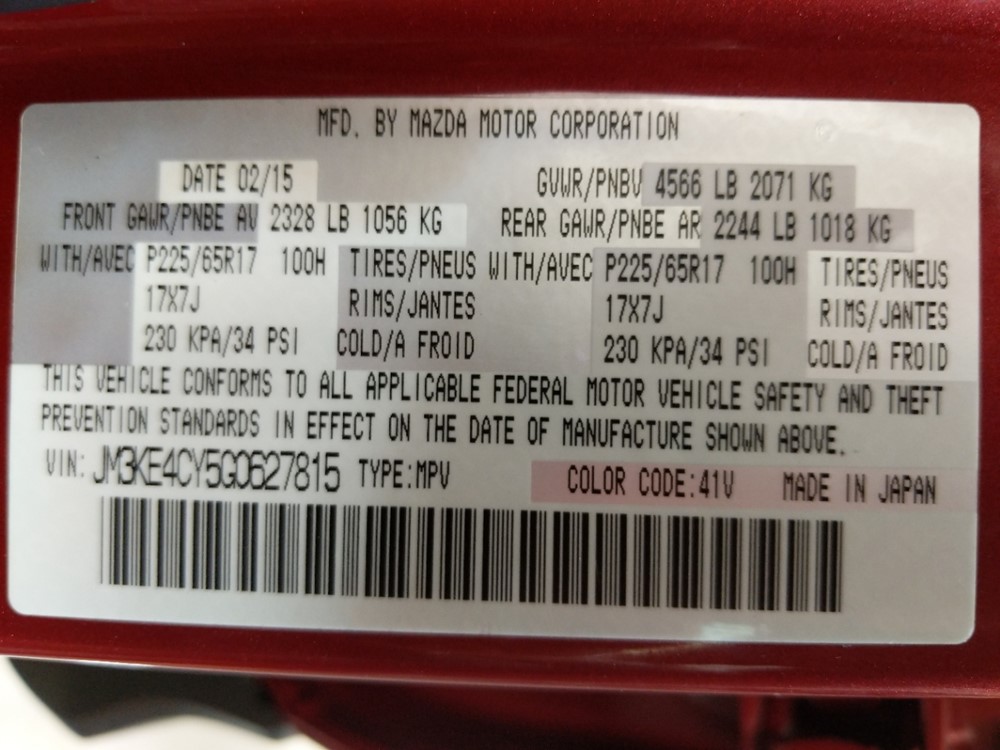 MFD. BY MAZDA MOTOR CORPORATION
DATE 02/15 GVWR/PNBV 4566 LB 2071 KG
FRONT GAWR/PNBE AV 2328 LB 1056 KG REAR GAWR/PNBE AR 2244 LB 1018 KG
WITH/AVEC P225/65R17 100H TIRES/PNEUS WITH/AVEC P225/65R17 100H TIRES/PNEUS
17X7J RIMS/JANTES 17X7J RIMS/JANTES
230 KPA/34 PSI COLD/A FROID 230 KPA/34 PSI COLD/A FROID
THIS VEHICLE CONFORMS TO ALL APPLICABLE FEDERAL MOTOR VEHICLE SAFETY AND THEFT
PREVENTION STANDARDS IN EFFECT ON THE DATE OF MANUFACTURE SHOWN ABOVE.
VIN: JM3KE4CY5G0627815 TYPE:MPV COLOR CODE:41V MADE IN JAPAN